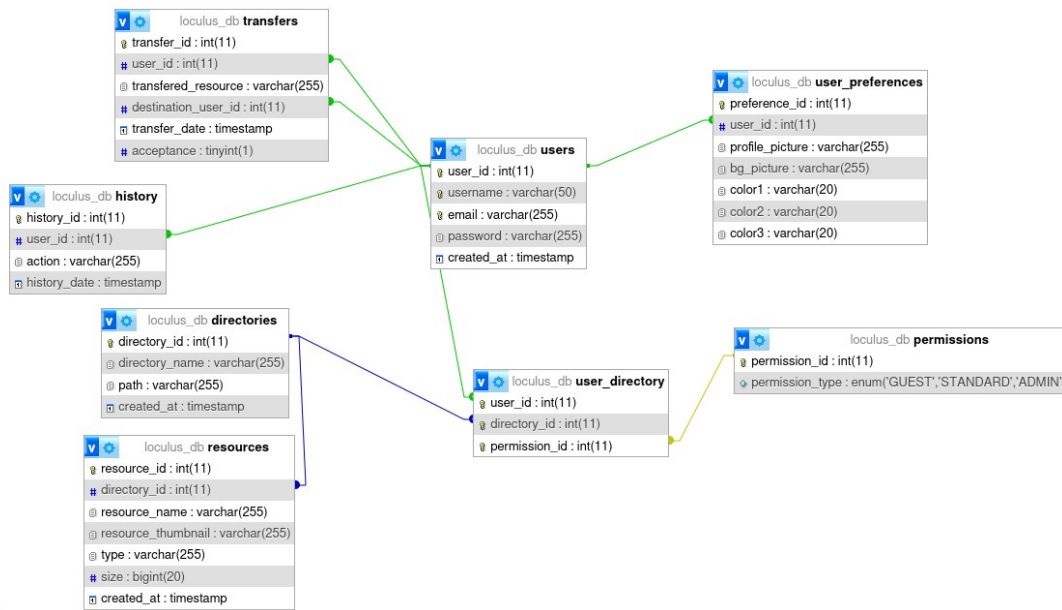 v loculus_db transfers
transfer_id : int(11)
# user_id : int(11)
transfered_resource : varchar(255)
# destination_user_id : int(11)
transfer_date : timestamp
# acceptance : tinyint(1)
v loculus_db user_preferences
preference_id : int(11)
# user_id : int(11)
profile_picture : varchar(255)
bg_picture : varchar(255)
color1 : varchar(20)
color2 : varchar(20)
color3 : varchar(20)
v loculus_db users
user_id : int(11)
username : varchar(50)
email : varchar(255)
password : varchar(255)
created_at : timestamp
v loculus_db history
history_id : int(11)
# user_id : int(11)
action : varchar(255)
history_date : timestamp
v loculus_db directories
directory_id : int(11)
directory_name : varchar(255)
path : varchar(255)
created_at : timestamp
v loculus_db permissions
permission_id : int(11)
permission_type : enum('GUEST','STANDARD','ADMIN'
v loculus_db user_directory
user_id : int(11)
directory_id : int(11)
permission_id : int(11)
v loculus_db resources
resource_id : int(11)
# directory_id : int(11)
resource_name : varchar(255)
resource_thumbnail : varchar(255)
type : varchar(255)
# size : bigint(20)
created_at : timestamp